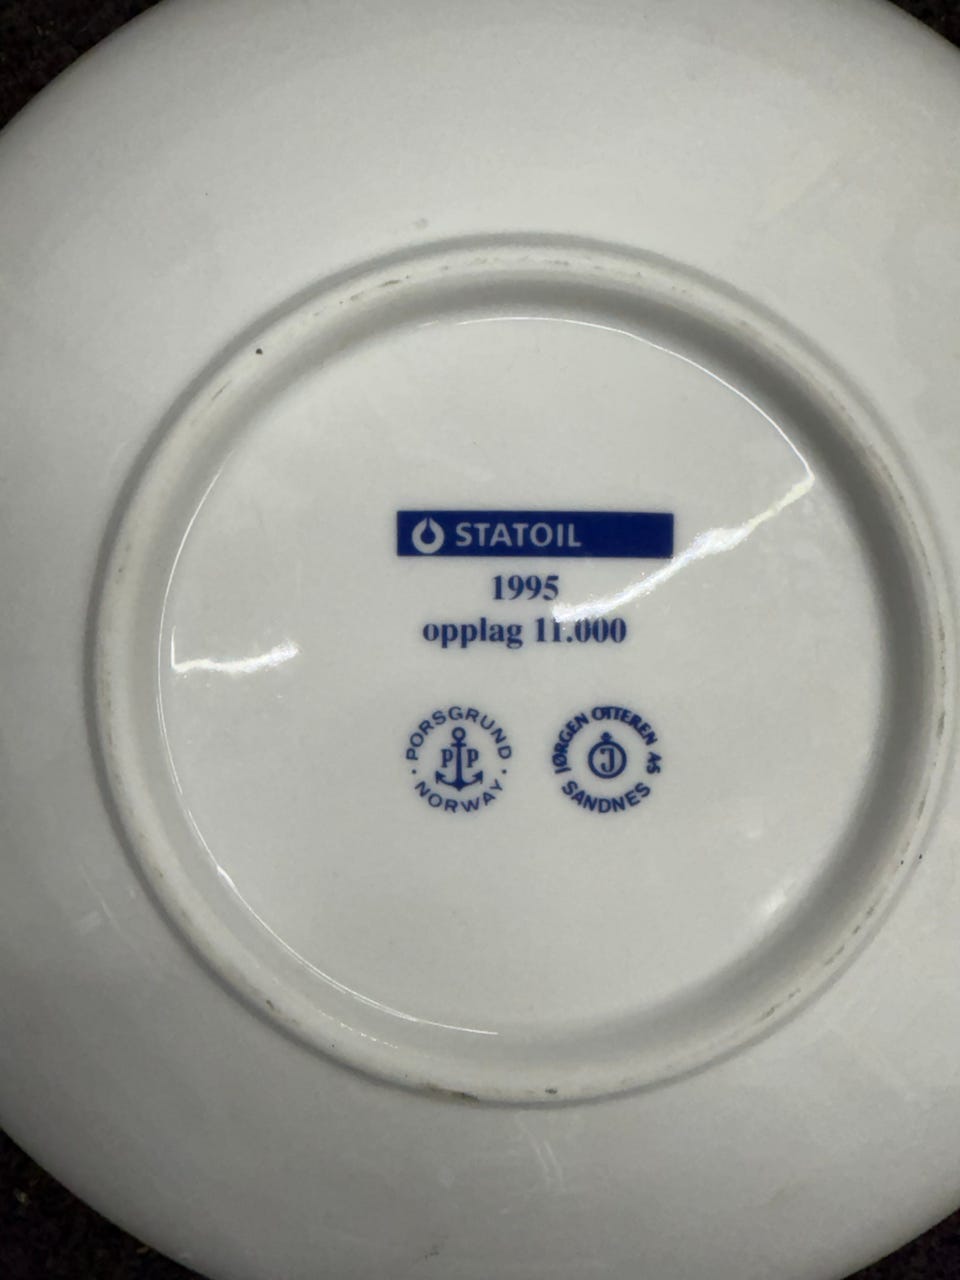 STATOIL
1995
opplag 11.000
PORSGRUND
P P
NORWAY
JØRGEN OTTEREN AS
J
SANDNES